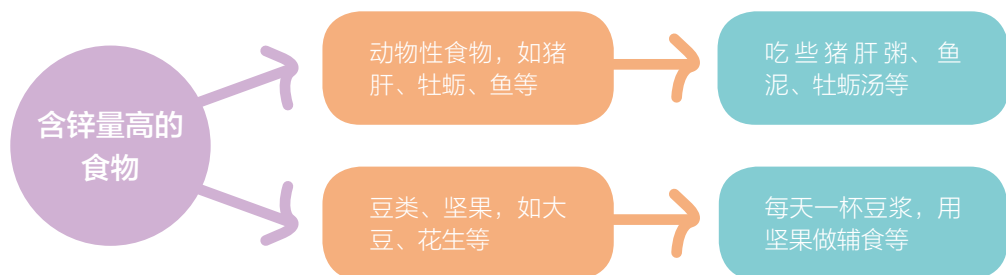 含锌量高的
食物
动物性食物，如猪
肝、牡蛎、鱼等
吃些猪肝粥、鱼
泥、牡蛎汤等
豆类、坚果，如大
豆、花生等
每天一杯豆浆，用
坚果做辅食等